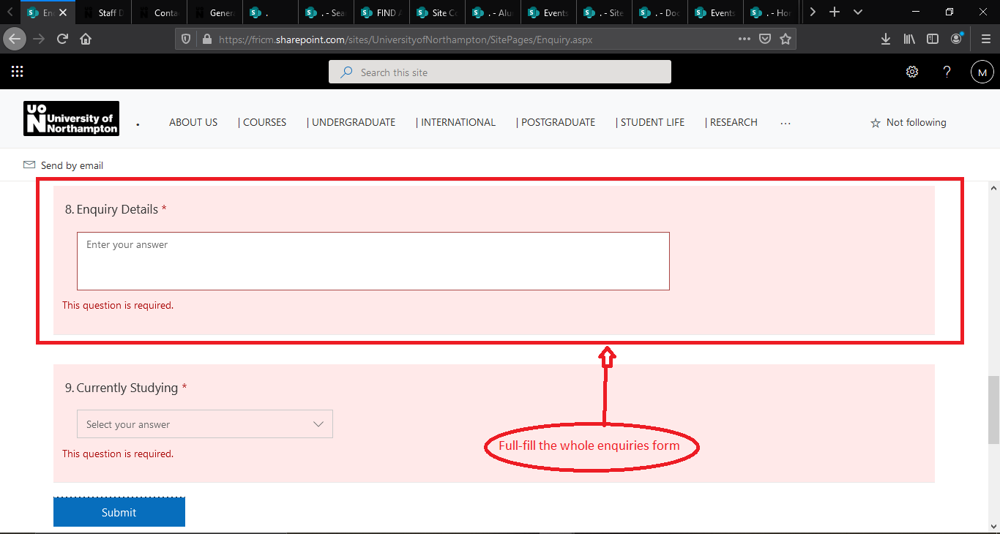 En
Staff D
Conta
Genera
.
. - Sear
FIND A
Site Co
. - Alu
Events
. - Site
. - Doc
Events
. - Hor
https://fricm.sharepoint.com/sites/UniversityofNorthampton/SitePages/Enquiry.aspx
Search this site
?
M
UO
N University of
Northampton
.
ABOUT US | COURSES | UNDERGRADUATE | INTERNATIONAL | POSTGRADUATE | STUDENT LIFE | RESEARCH ...
Not following
Send by email
8. Enquiry Details *
Enter your answer
This question is required.
9. Currently Studying *
Select your answer
Full-fill the whole enquiries form
This question is required.
Submit